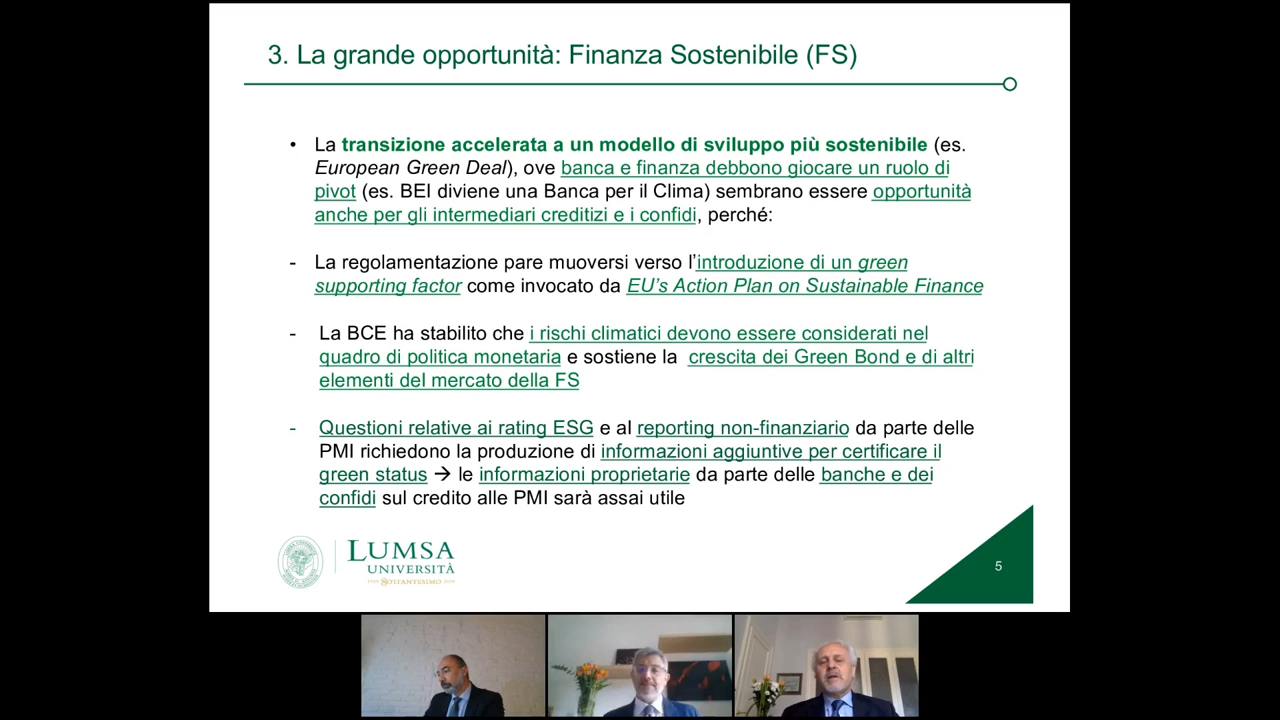 3. La grande opportunità: Finanza Sostenibile (FS)
• La transizione accelerata a un modello di sviluppo più sostenibile (es.
European Green Deal), ove banca e finanza debbono giocare un ruolo di
pivot (es. BEI diviene una Banca per il Clima) sembrano essere opportunità
anche per gli intermediari creditizi e i confidi, perché:
- La regolamentazione pare muoversi verso l’introduzione di un green
supporting factor come invocato da EU’s Action Plan on Sustainable Finance
- La BCE ha stabilito che i rischi climatici devono essere considerati nel
quadro di politica monetaria e sostiene la crescita dei Green Bond e di altri
elementi del mercato della FS
- Questioni relative ai rating ESG e al reporting non-finanziario da parte delle
PMI richiedono la produzione di informazioni aggiuntive per certificare il
green status → le informazioni proprietarie da parte delle banche e dei
confidi sul credito alle PMI sarà assai utile
LUMSA
UNIVERSITÀ
SOTTANTESIMO
5